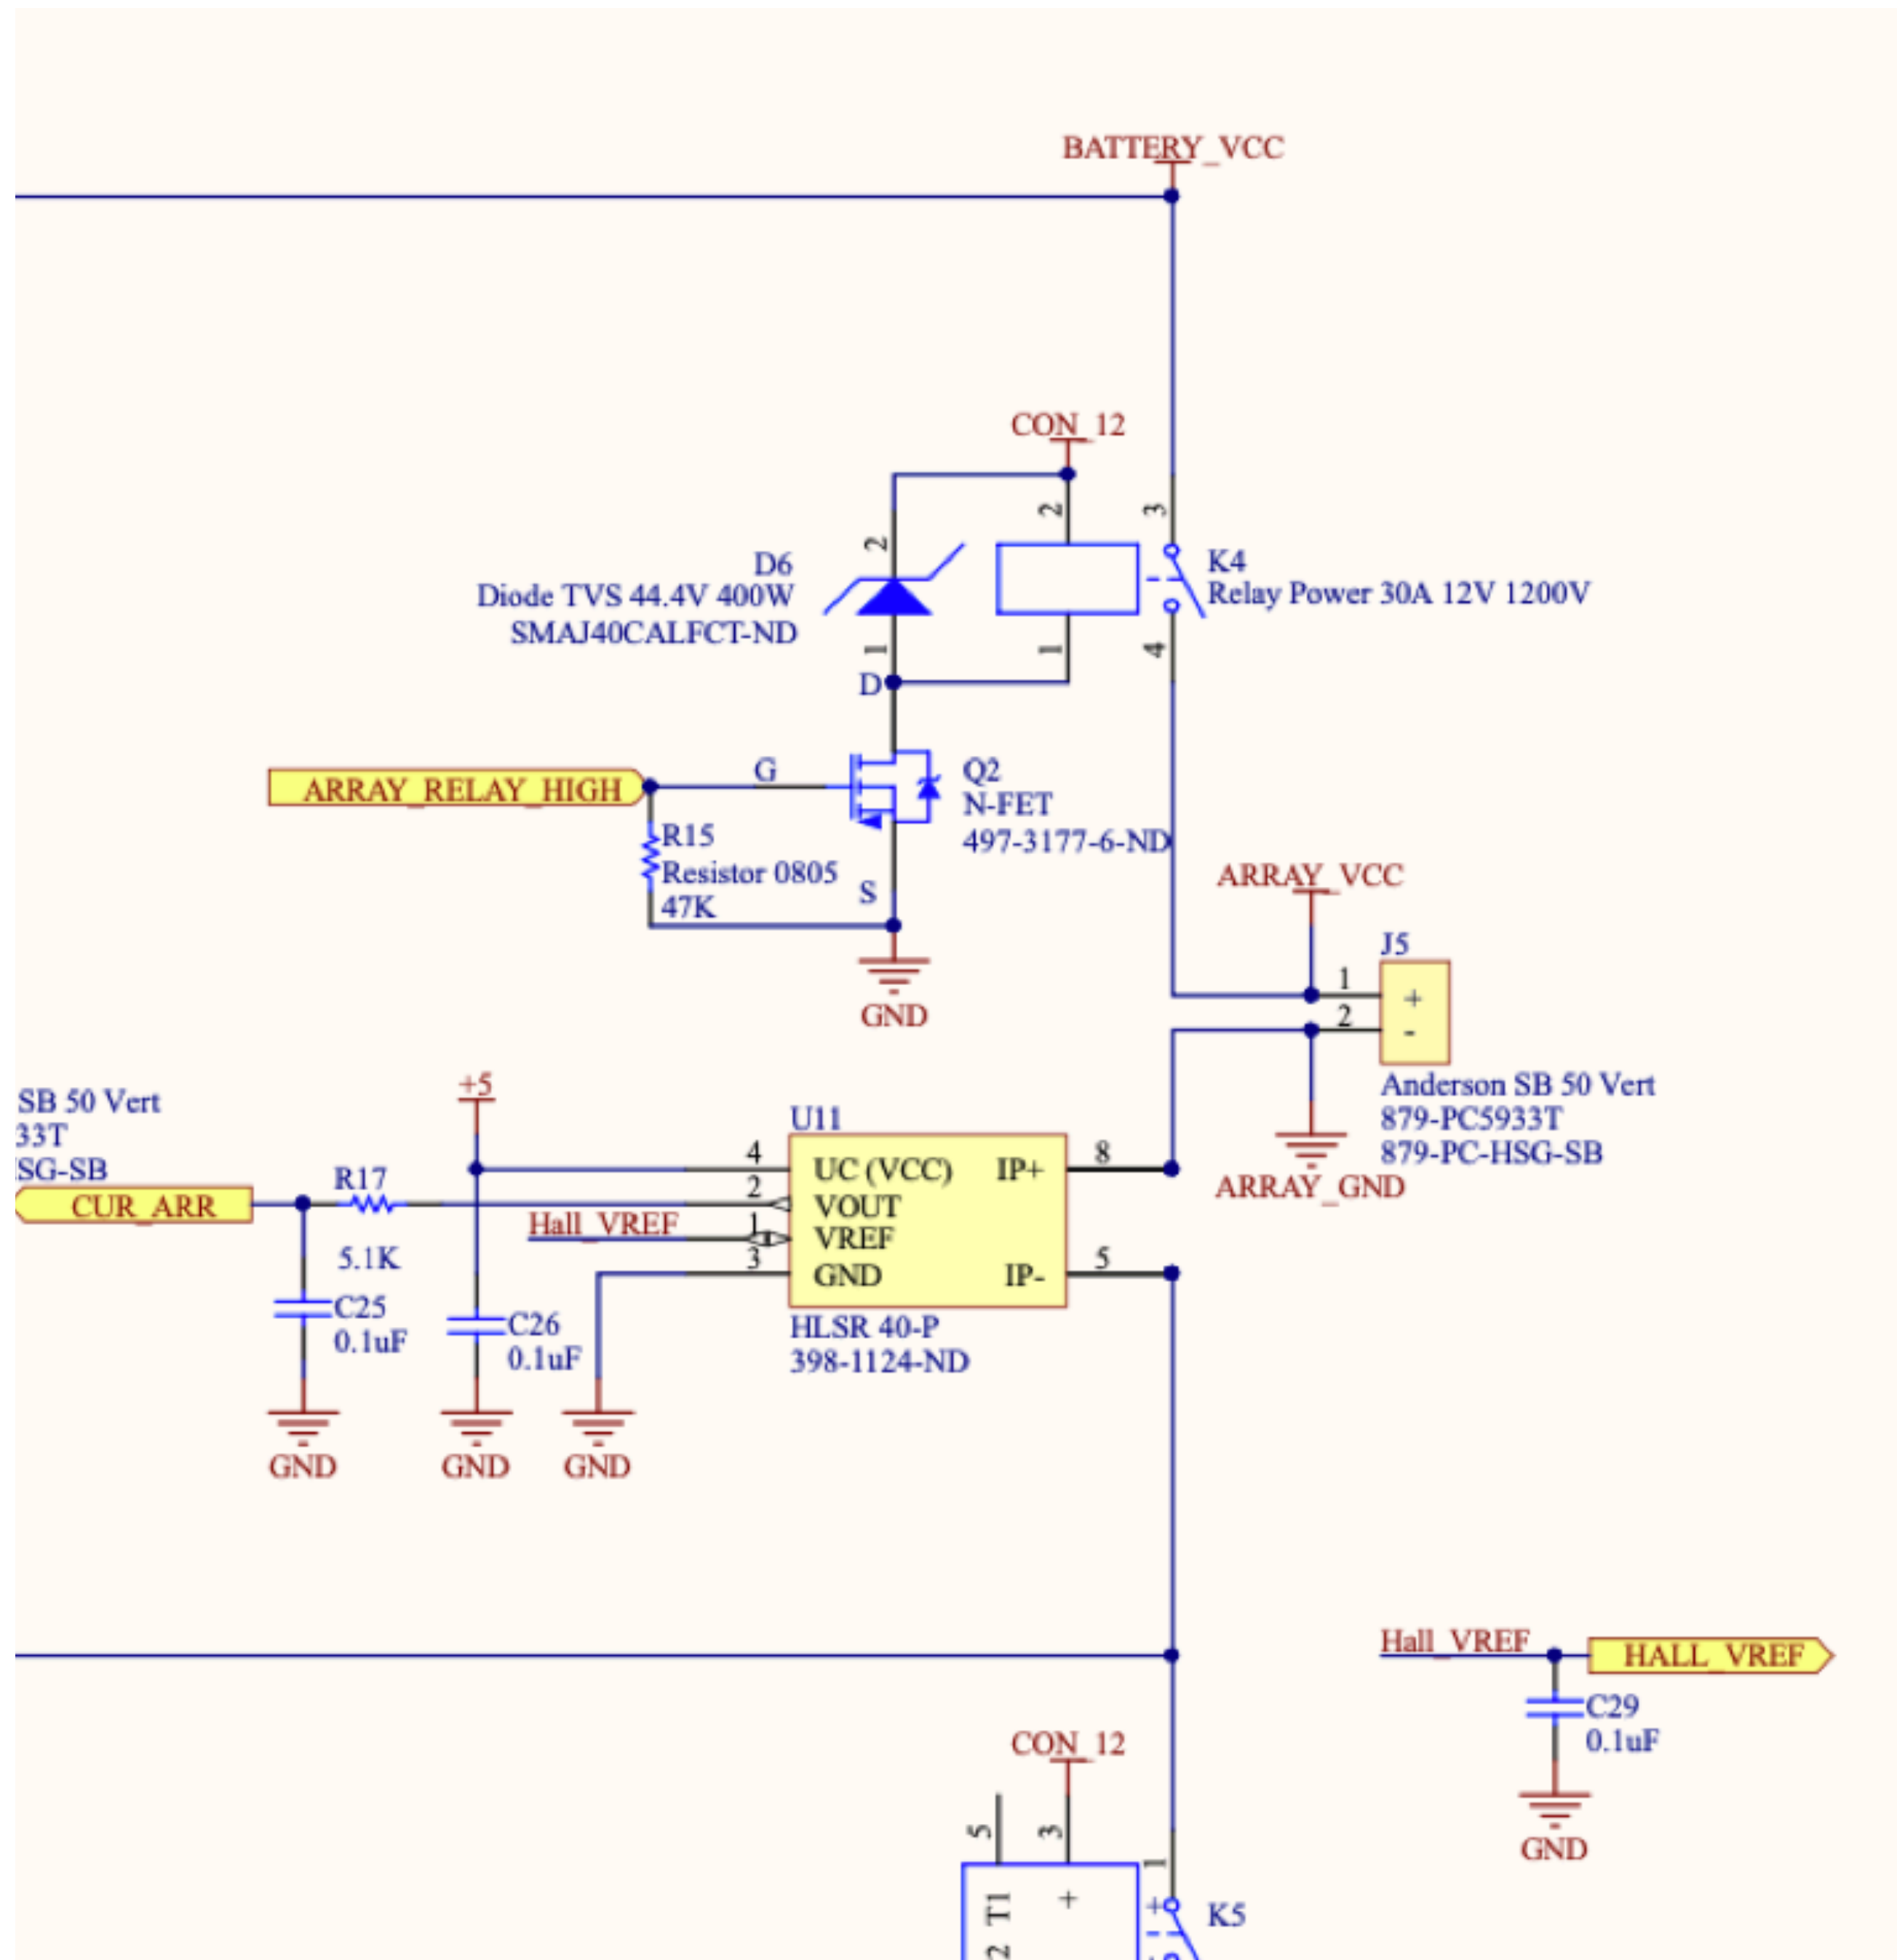 BATTERY_VCC
CON_12
2
2
3
D6
Diode TVS 44.4V 400W
SMAJ40CALFCT-ND
K4
Relay Power 30A 12V 1200V
1
1
4
D
ARRAY_RELAY_HIGH
G
Q2
N-FET
497-3177-6-ND
R15
Resistor 0805
47K
S
GND
ARRAY_VCC
J5
1
+
2
-
Anderson SB 50 Vert
879-PC5933T
879-PC-HSG-SB
ARRAY_GND
SB 50 Vert
33T
SG-SB
+5
U11
4
UC (VCC)
IP+
8
CUR_ARR
R17
5.1K
2
VOUT
Hall_VREF
1
VREF
3
GND
IP-
5
HLSR 40-P
398-1124-ND
C25
0.1uF
C26
0.1uF
GND
GND
GND
Hall_VREF
HALL_VREF
C29
0.1uF
GND
CON_12
5
3
1
T1
+
+
K5
2